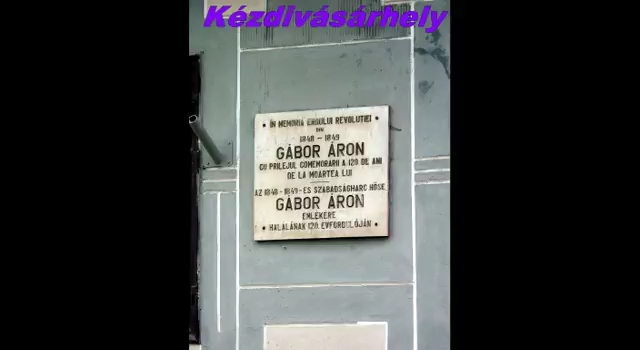 Kézdivásárhely
• ÎN MEMORIA EROULUI REVOLUȚIEI •
DIN
1848 - 1849
GÁBOR ÁRON
CU PRILEJUL COMEMORĂRII A 120 DE ANI
DE LA MOARTEA LUI
AZ 1848 - 1849 - ES SZABADSÁGHARC HŐSE
GÁBOR ÁRON
EMLÉKÉRE
• HALÁLÁNAK 120. ÉVFORDULÓJÁN •